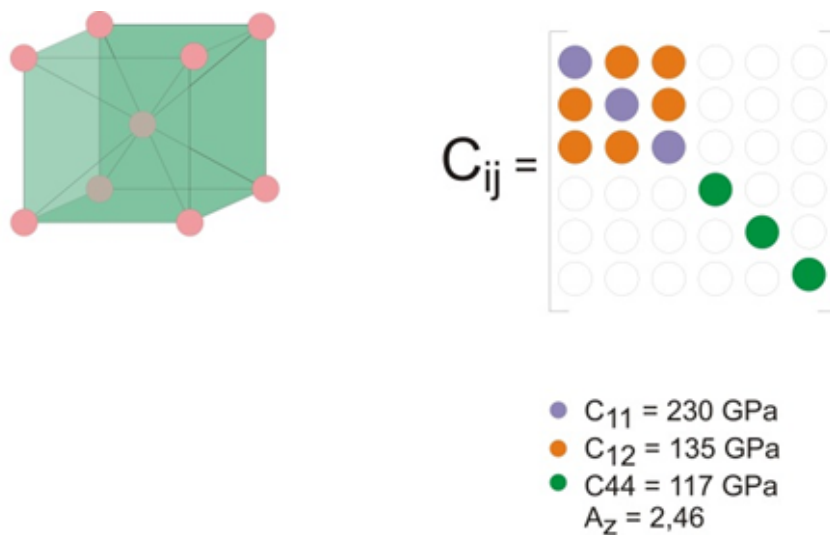 Cij =
C11 = 230 GPa
C12 = 135 GPa
C44 = 117 GPa
Az = 2,46